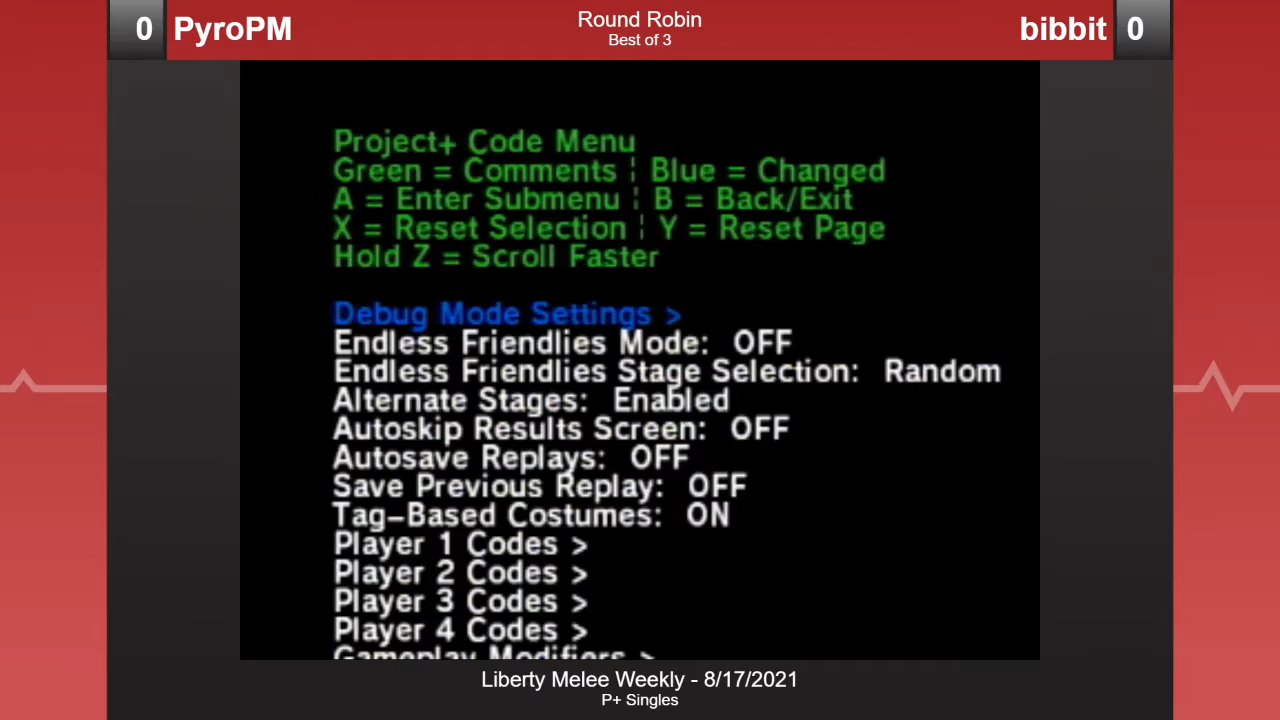 0 PyroPM
Round Robin
Best of 3
bibbit 0
Project+ Code Menu
Green = Comments ¦ Blue = Changed
A = Enter Submenu ¦ B = Back/Exit
X = Reset Selection ¦ Y = Reset Page
Hold Z = Scroll Faster
Debug Mode Settings >
Endless Friendlies Mode: OFF
Endless Friendlies Stage Selection: Random
Alternate Stages: Enabled
Autoskip Results Screen: OFF
Autosave Replays: OFF
Save Previous Replay: OFF
Tag-Based Costumes: ON
Player 1 Codes >
Player 2 Codes >
Player 3 Codes >
Player 4 Codes >
Gameplay Modifiers >
Liberty Melee Weekly - 8/17/2021
P+ Singles